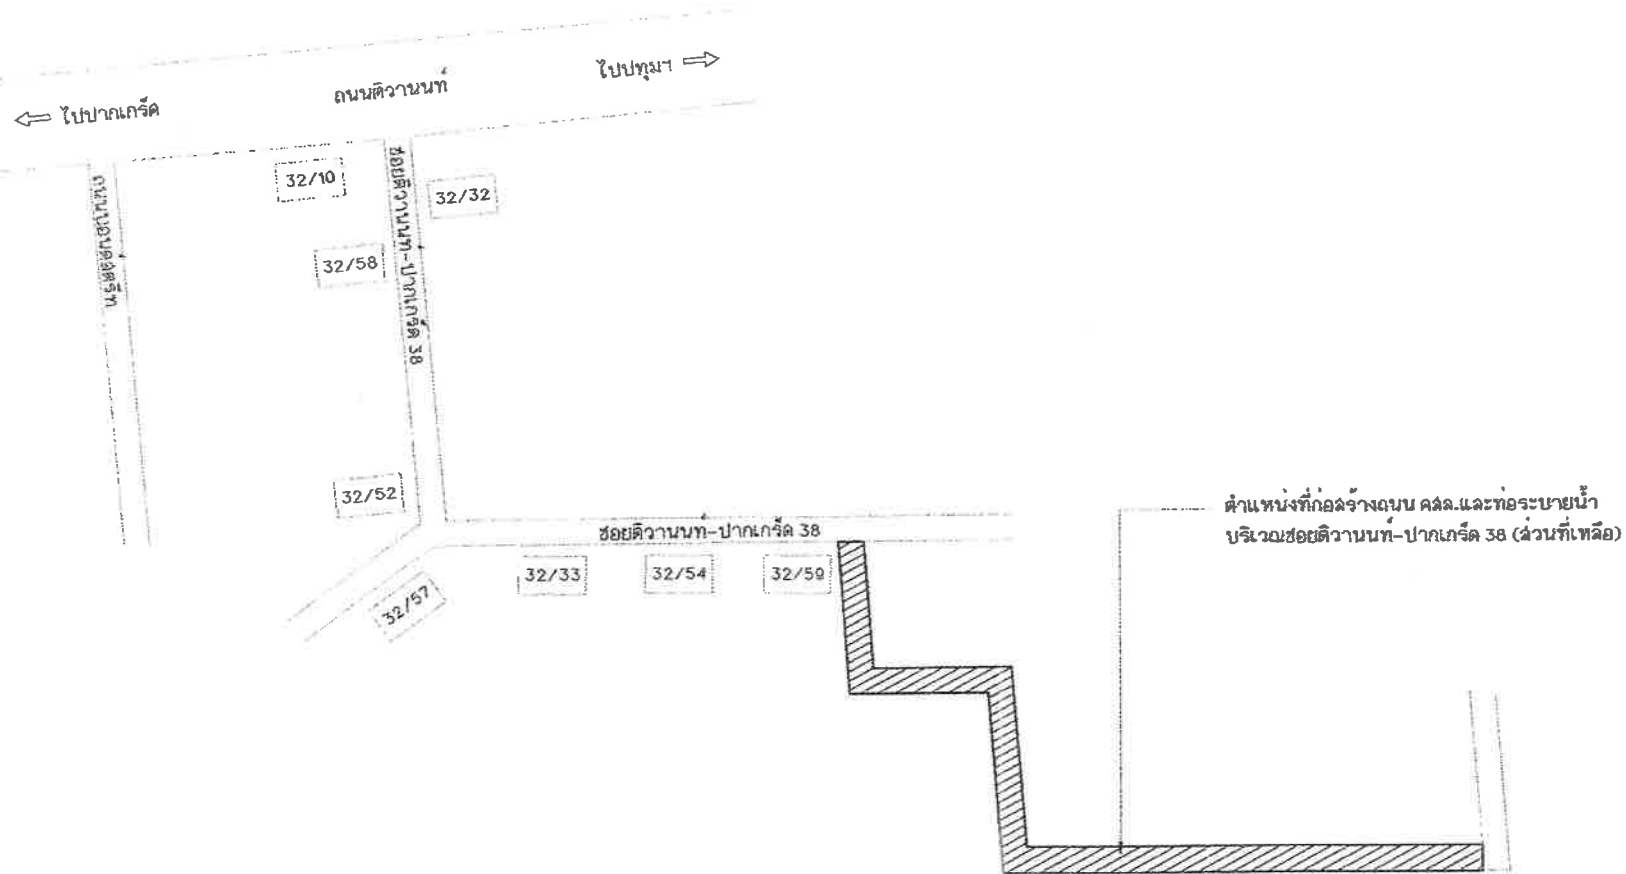 ไปปากเกร็ด
ถนนติวานนท์
ไปปทุมฯ
32/10
ซอยติวานนท-ปากเกร็ด 38
32/32
32/58
32/52
ซอยติวานนท์-ปากเกร็ด 38
32/33
32/54
32/59
32/57
ตำแหน่งที่ก่อสร้างถนน คสล.และท่อระบายน้ำ
บริเวณซอยติวานนท์-ปากเกร็ด 38 (ส่วนที่เหลือ)